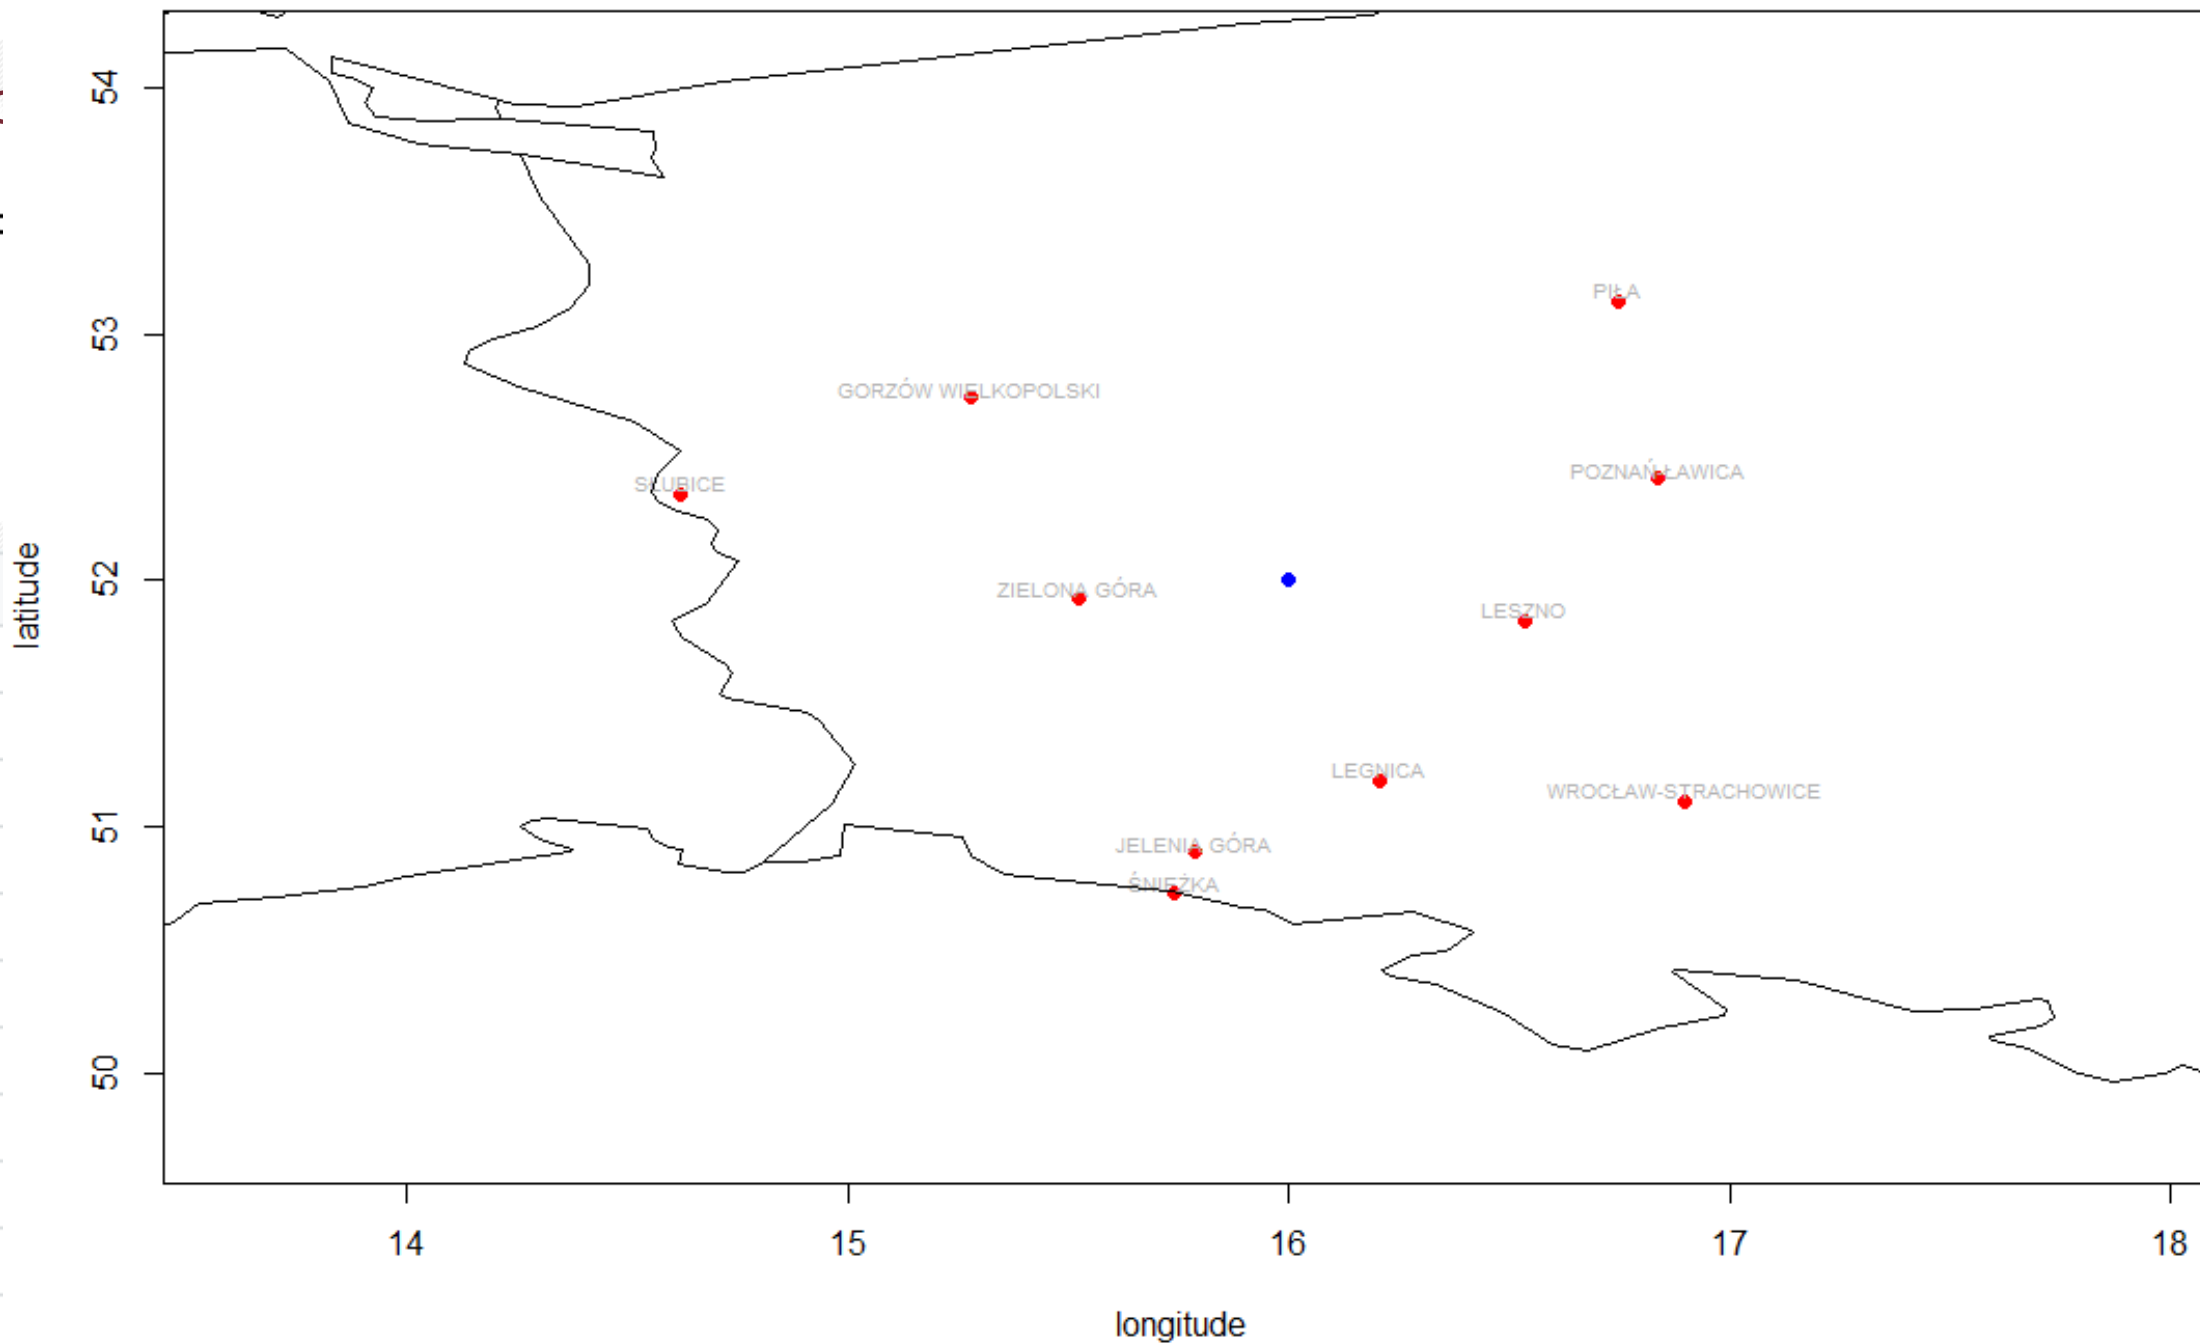 54
PIŁA
53
GORZÓW WIELKOPOLSKI
POZNAŃ-ŁAWICA
SŁUBICE
latitude
52
ZIELONA GÓRA
LESZNO
LEGNICA
WROCŁAW-STRACHOWICE
51
JELENIA GÓRA
ŚNIEŻKA
50
14 15 16 17 18
longitude